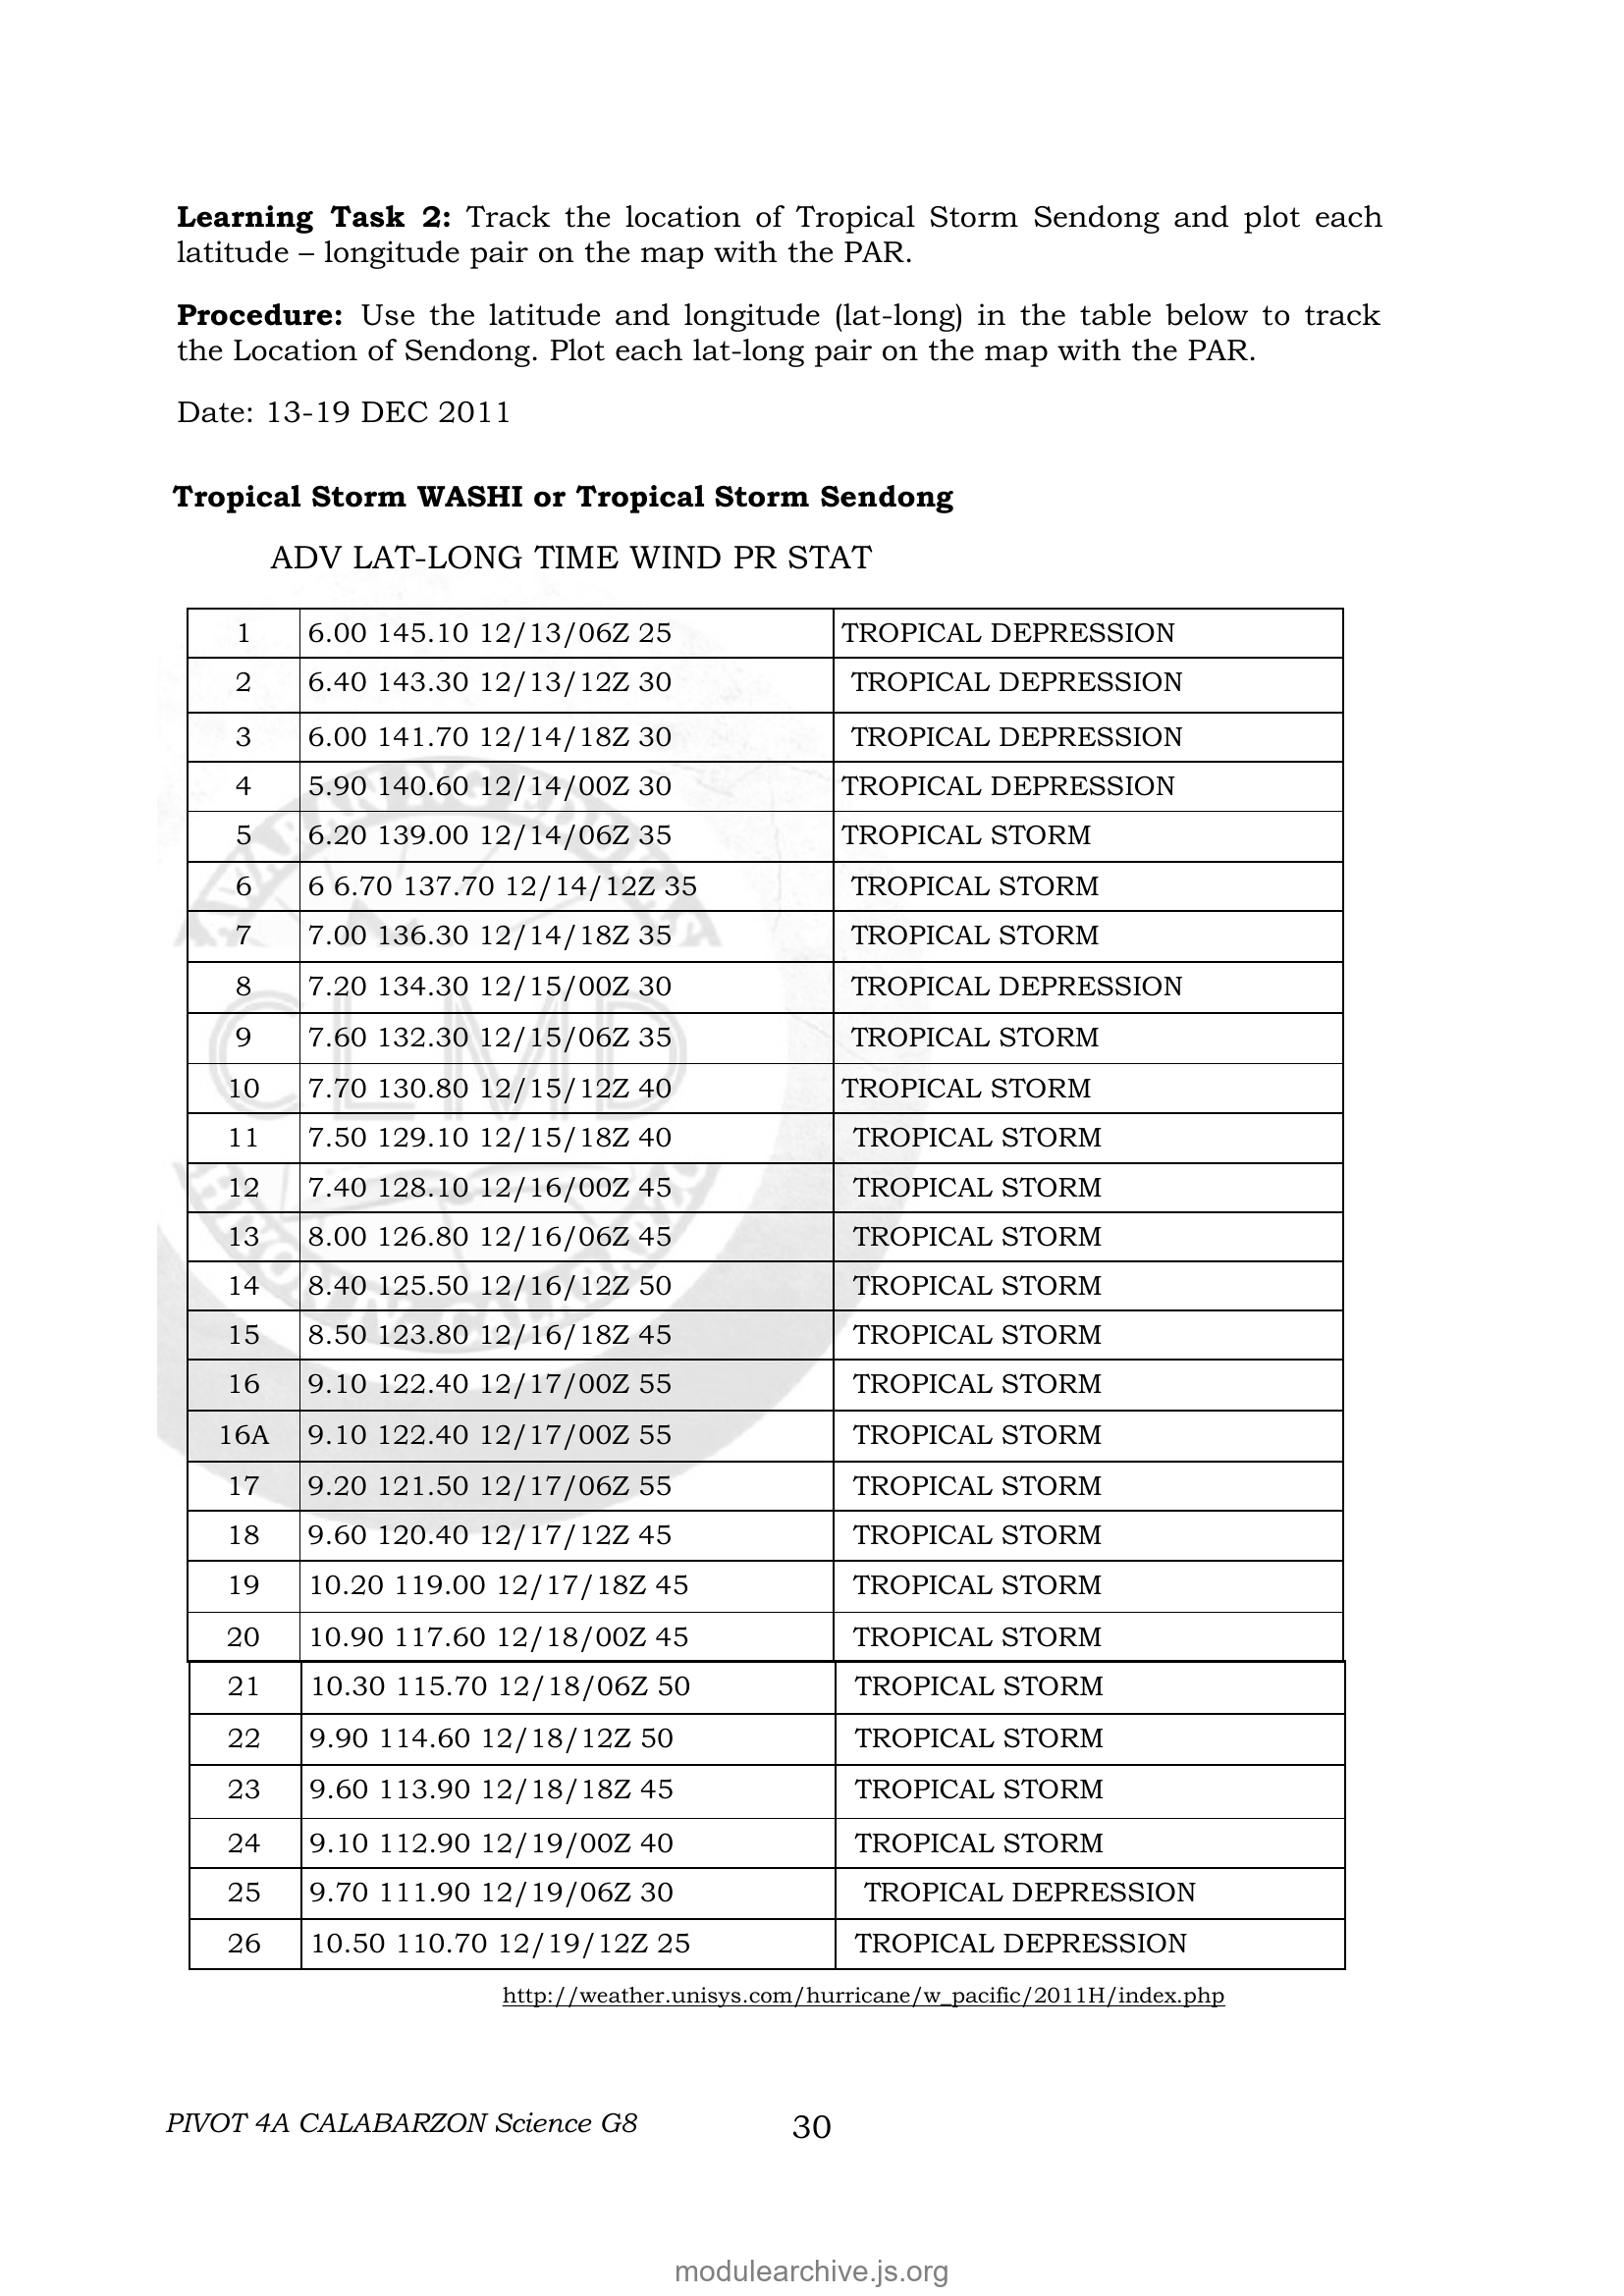 Learning Task 2: Track the location of Tropical Storm Sendong and plot each
latitude – longitude pair on the map with the PAR.
Procedure: Use the latitude and longitude (lat-long) in the table below to track
the Location of Sendong. Plot each lat-long pair on the map with the PAR.
Date: 13-19 DEC 2011
Tropical Storm WASHI or Tropical Storm Sendong
ADV LAT-LONG TIME WIND PR STAT
1 6.00 145.10 12/13/06Z 25 TROPICAL DEPRESSION
2 6.40 143.30 12/13/12Z 30 TROPICAL DEPRESSION
3 6.00 141.70 12/14/18Z 30 TROPICAL DEPRESSION
4 5.90 140.60 12/14/00Z 30 TROPICAL DEPRESSION
5 6.20 139.00 12/14/06Z 35 TROPICAL STORM
6 6 6.70 137.70 12/14/12Z 35 TROPICAL STORM
7 7.00 136.30 12/14/18Z 35 TROPICAL STORM
8 7.20 134.30 12/15/00Z 30 TROPICAL DEPRESSION
9 7.60 132.30 12/15/06Z 35 TROPICAL STORM
10 7.70 130.80 12/15/12Z 40 TROPICAL STORM
11 7.50 129.10 12/15/18Z 40 TROPICAL STORM
12 7.40 128.10 12/16/00Z 45 TROPICAL STORM
13 8.00 126.80 12/16/06Z 45 TROPICAL STORM
14 8.40 125.50 12/16/12Z 50 TROPICAL STORM
15 8.50 123.80 12/16/18Z 45 TROPICAL STORM
16 9.10 122.40 12/17/00Z 55 TROPICAL STORM
16A 9.10 122.40 12/17/00Z 55 TROPICAL STORM
17 9.20 121.50 12/17/06Z 55 TROPICAL STORM
18 9.60 120.40 12/17/12Z 45 TROPICAL STORM
19 10.20 119.00 12/17/18Z 45 TROPICAL STORM
20 10.90 117.60 12/18/00Z 45 TROPICAL STORM
21 10.30 115.70 12/18/06Z 50 TROPICAL STORM
22 9.90 114.60 12/18/12Z 50 TROPICAL STORM
23 9.60 113.90 12/18/18Z 45 TROPICAL STORM
24 9.10 112.90 12/19/00Z 40 TROPICAL STORM
25 9.70 111.90 12/19/06Z 30 TROPICAL DEPRESSION
26 10.50 110.70 12/19/12Z 25 TROPICAL DEPRESSION
http://weather.unisys.com/hurricane/w_pacific/2011H/index.php
CLMD
PIVOT 4A CALABARZON Science G8 30
modulearchive.js.org